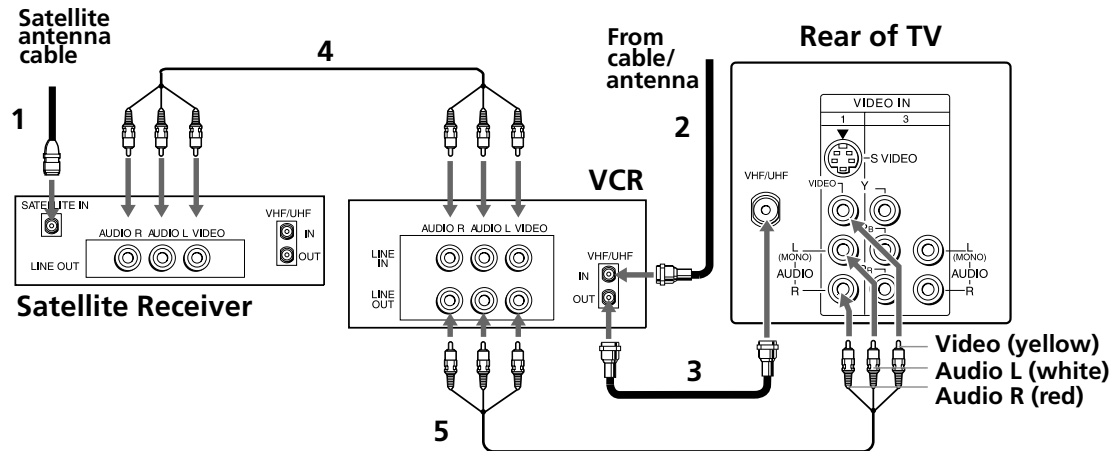 Satellite
antenna
cable
1
4
From
cable/
antenna
2
Rear of TV
VIDEO IN
1
3
S VIDEO
VHF/UHF
VIDEO
Y
PB
L
(MONO)
AUDIO
R
PR
L
(MONO)
AUDIO
R
SATELLITE IN
AUDIO R AUDIO L VIDEO
LINE OUT
VHF/UHF
IN
OUT
Satellite Receiver
VCR
AUDIO R AUDIO L VIDEO
LINE
IN
LINE
OUT
VHF/UHF
IN
OUT
3
5
Video (yellow)
Audio L (white)
Audio R (red)